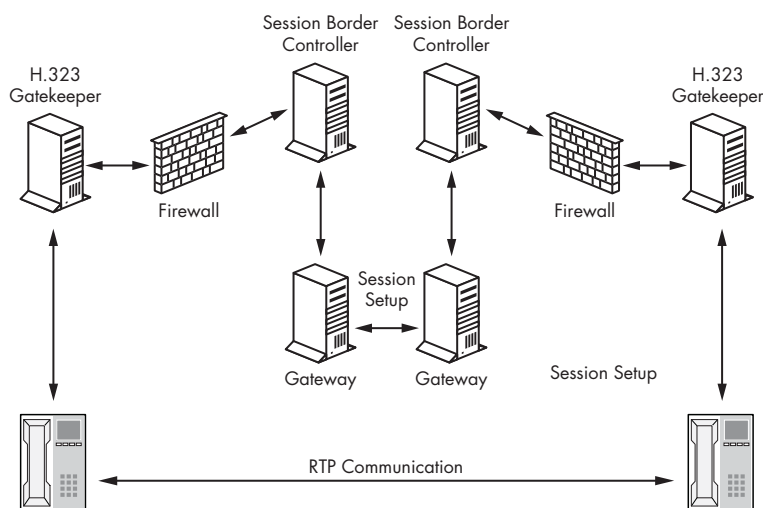 Session Border
Controller
Session Border
Controller
H.323
Gatekeeper
H.323
Gatekeeper
Firewall
Firewall
Session
Setup
Gateway
Gateway
Session Setup
RTP Communication